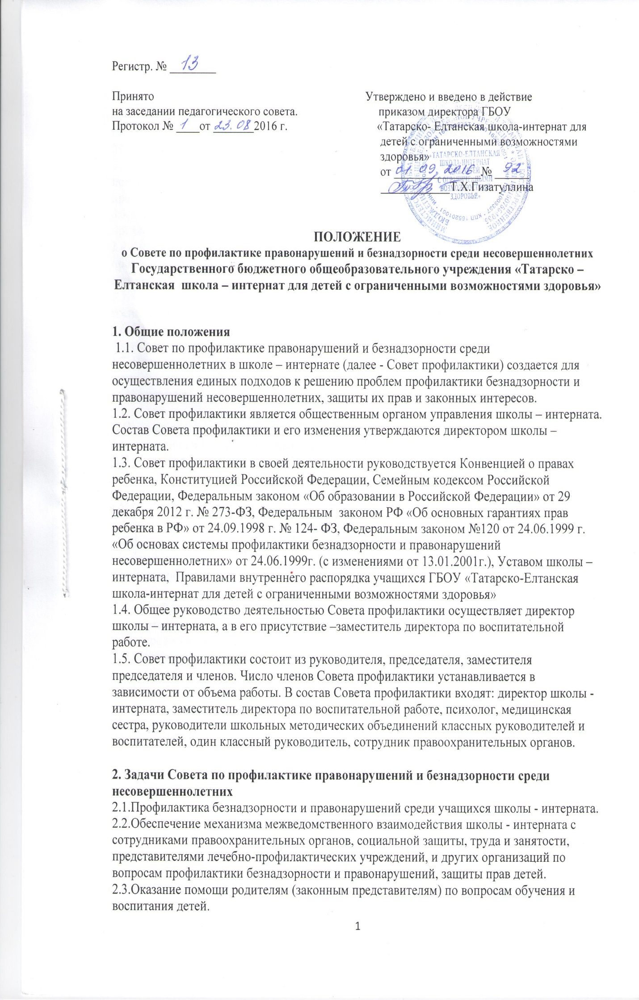 Регистр. № 13
Принято
на заседании педагогического совета.
Протокол № 1 от 23.08 2016 г.
Утверждено и введено в действие
приказом директора ГБОУ
«Татарско- Елтанская школа-интернат для
детей с ограниченными возможностями
здоровья»
от 01.09.2016 № 92
Т.Х.Гизатуллина
«ТАТАРСКО-ЕЛТАНСКАЯ
ШКОЛА-ИНТЕРНАТ
С ОГРАНИЧЕННЫМИ
ВОЗМОЖНОСТЯМИ
ЗДОРОВЬЯ»
ПОЛОЖЕНИЕ
о Совете по профилактике правонарушений и безнадзорности среди несовершеннолетних
Государственного бюджетного общеобразовательного учреждения «Татарско –
Елтанская школа – интернат для детей с ограниченными возможностями здоровья»
1. Общие положения
1.1. Совет по профилактике правонарушений и безнадзорности среди
несовершеннолетних в школе – интернате (далее - Совет профилактики) создается для
осуществления единых подходов к решению проблем профилактики безнадзорности и
правонарушений несовершеннолетних, защиты их прав и законных интересов.
1.2. Совет профилактики является общественным органом управления школы – интерната.
Состав Совета профилактики и его изменения утверждаются директором школы –
интерната.
1.3. Совет профилактики в своей деятельности руководствуется Конвенцией о правах
ребенка, Конституцией Российской Федерации, Семейным кодексом Российской
Федерации, Федеральным законом «Об образовании в Российской Федерации» от 29
декабря 2012 г. № 273-ФЗ, Федеральным законом РФ «Об основных гарантиях прав
ребенка в РФ» от 24.09.1998 г. № 124- ФЗ, Федеральным законом №120 от 24.06.1999 г.
«Об основах системы профилактики безнадзорности и правонарушений
несовершеннолетних» от 24.06.1999г. (с изменениями от 13.01.2001г.), Уставом школы –
интерната, Правилами внутреннего распорядка учащихся ГБОУ «Татарско-Елтанская
школа-интернат для детей с ограниченными возможностями здоровья»
1.4. Общее руководство деятельностью Совета профилактики осуществляет директор
школы – интерната, а в его присутствие –заместитель директора по воспитательной
работе.
1.5. Совет профилактики состоит из руководителя, председателя, заместителя
председателя и членов. Число членов Совета профилактики устанавливается в
зависимости от объема работы. В состав Совета профилактики входят: директор школы -
интерната, заместитель директора по воспитательной работе, психолог, медицинская
сестра, руководители школьных методических объединений классных руководителей и
воспитателей, один классный руководитель, сотрудник правоохранительных органов.
2. Задачи Совета по профилактике правонарушений и безнадзорности среди
несовершеннолетних
2.1.Профилактика безнадзорности и правонарушений среди учащихся школы - интерната.
2.2.Обеспечение механизма межведомственного взаимодействия школы - интерната с
сотрудниками правоохранительных органов, социальной защиты, труда и занятости,
представителями лечебно-профилактических учреждений, и других организаций по
вопросам профилактики безнадзорности и правонарушений, защиты прав детей.
2.3.Оказание помощи родителям (законным представителям) по вопросам обучения и
воспитания детей.
1